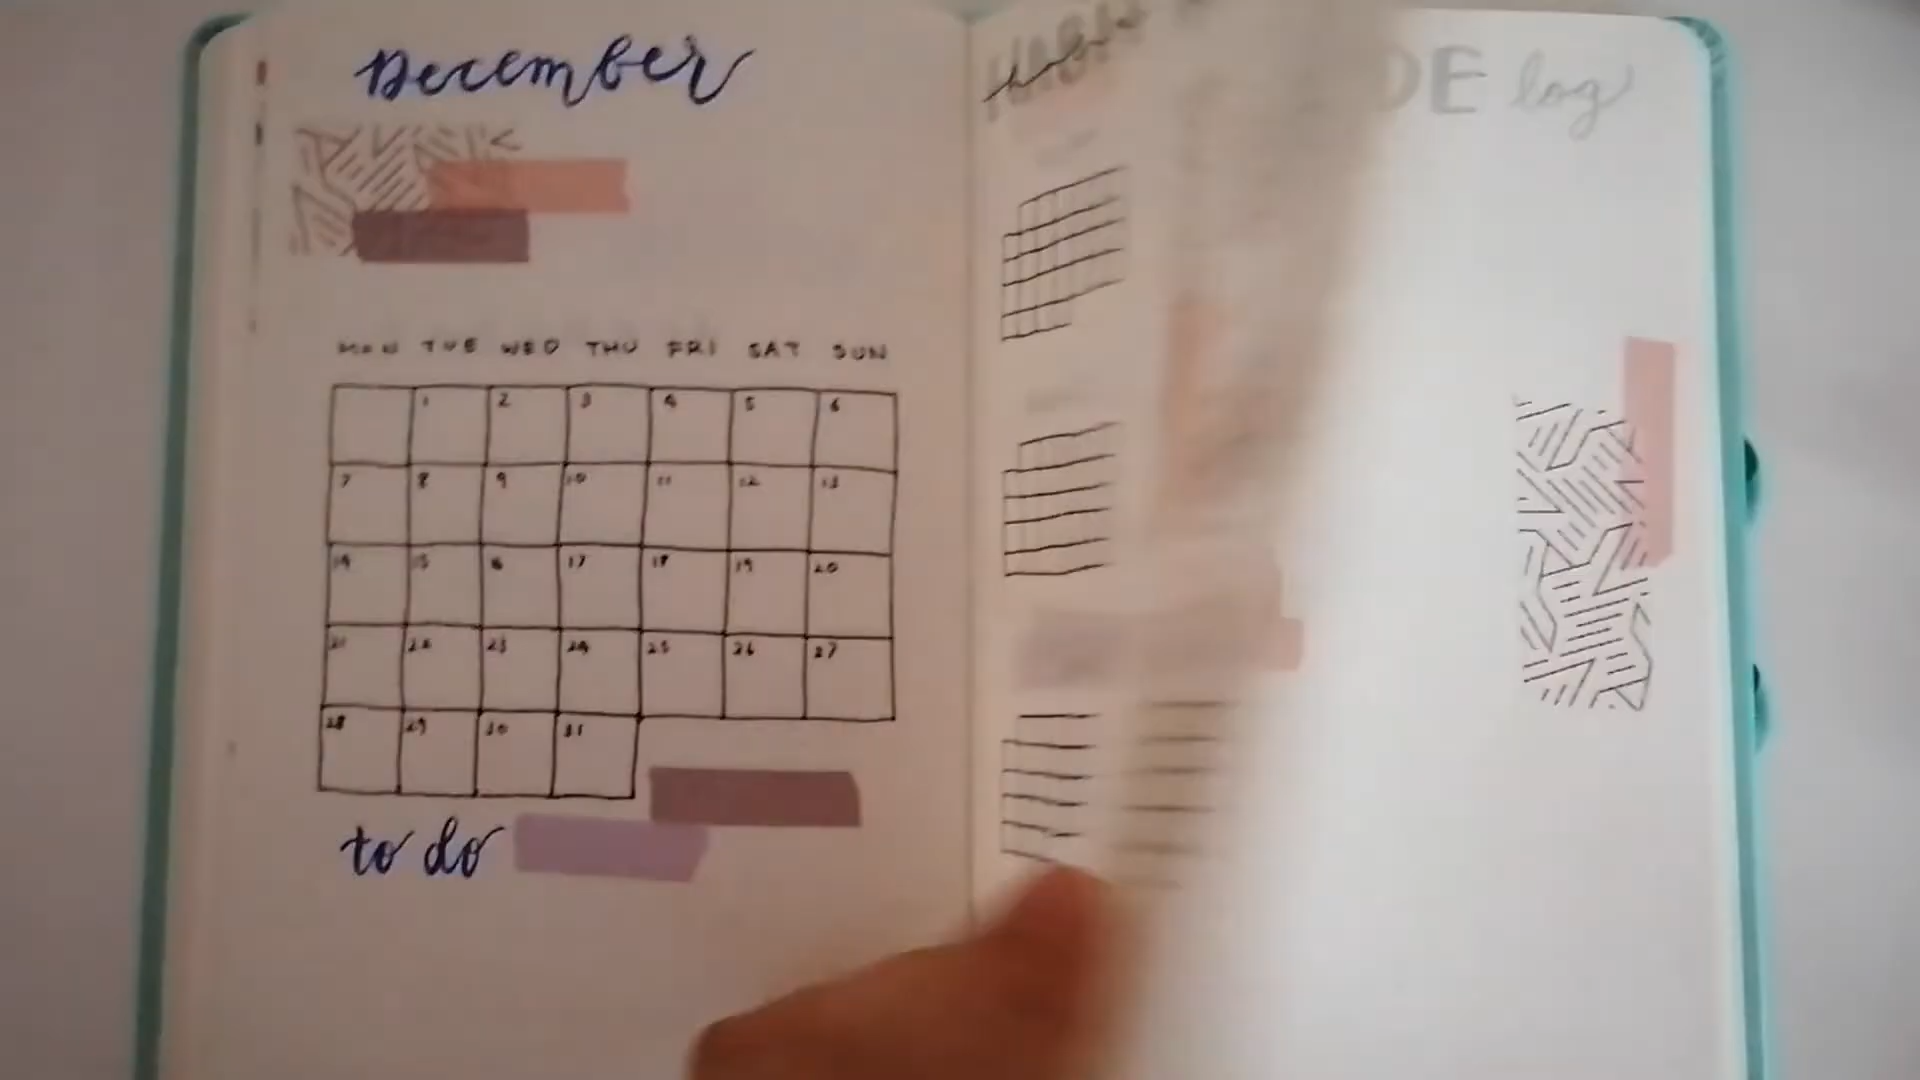 December
MON TUE WED THU FRI SAT SUN
1 2 3 4 5 6
7 8 9 10 11 12 13
14 15 16 17 18 19 20
21 22 23 24 25 26 27
28 29 30 31
to do
log